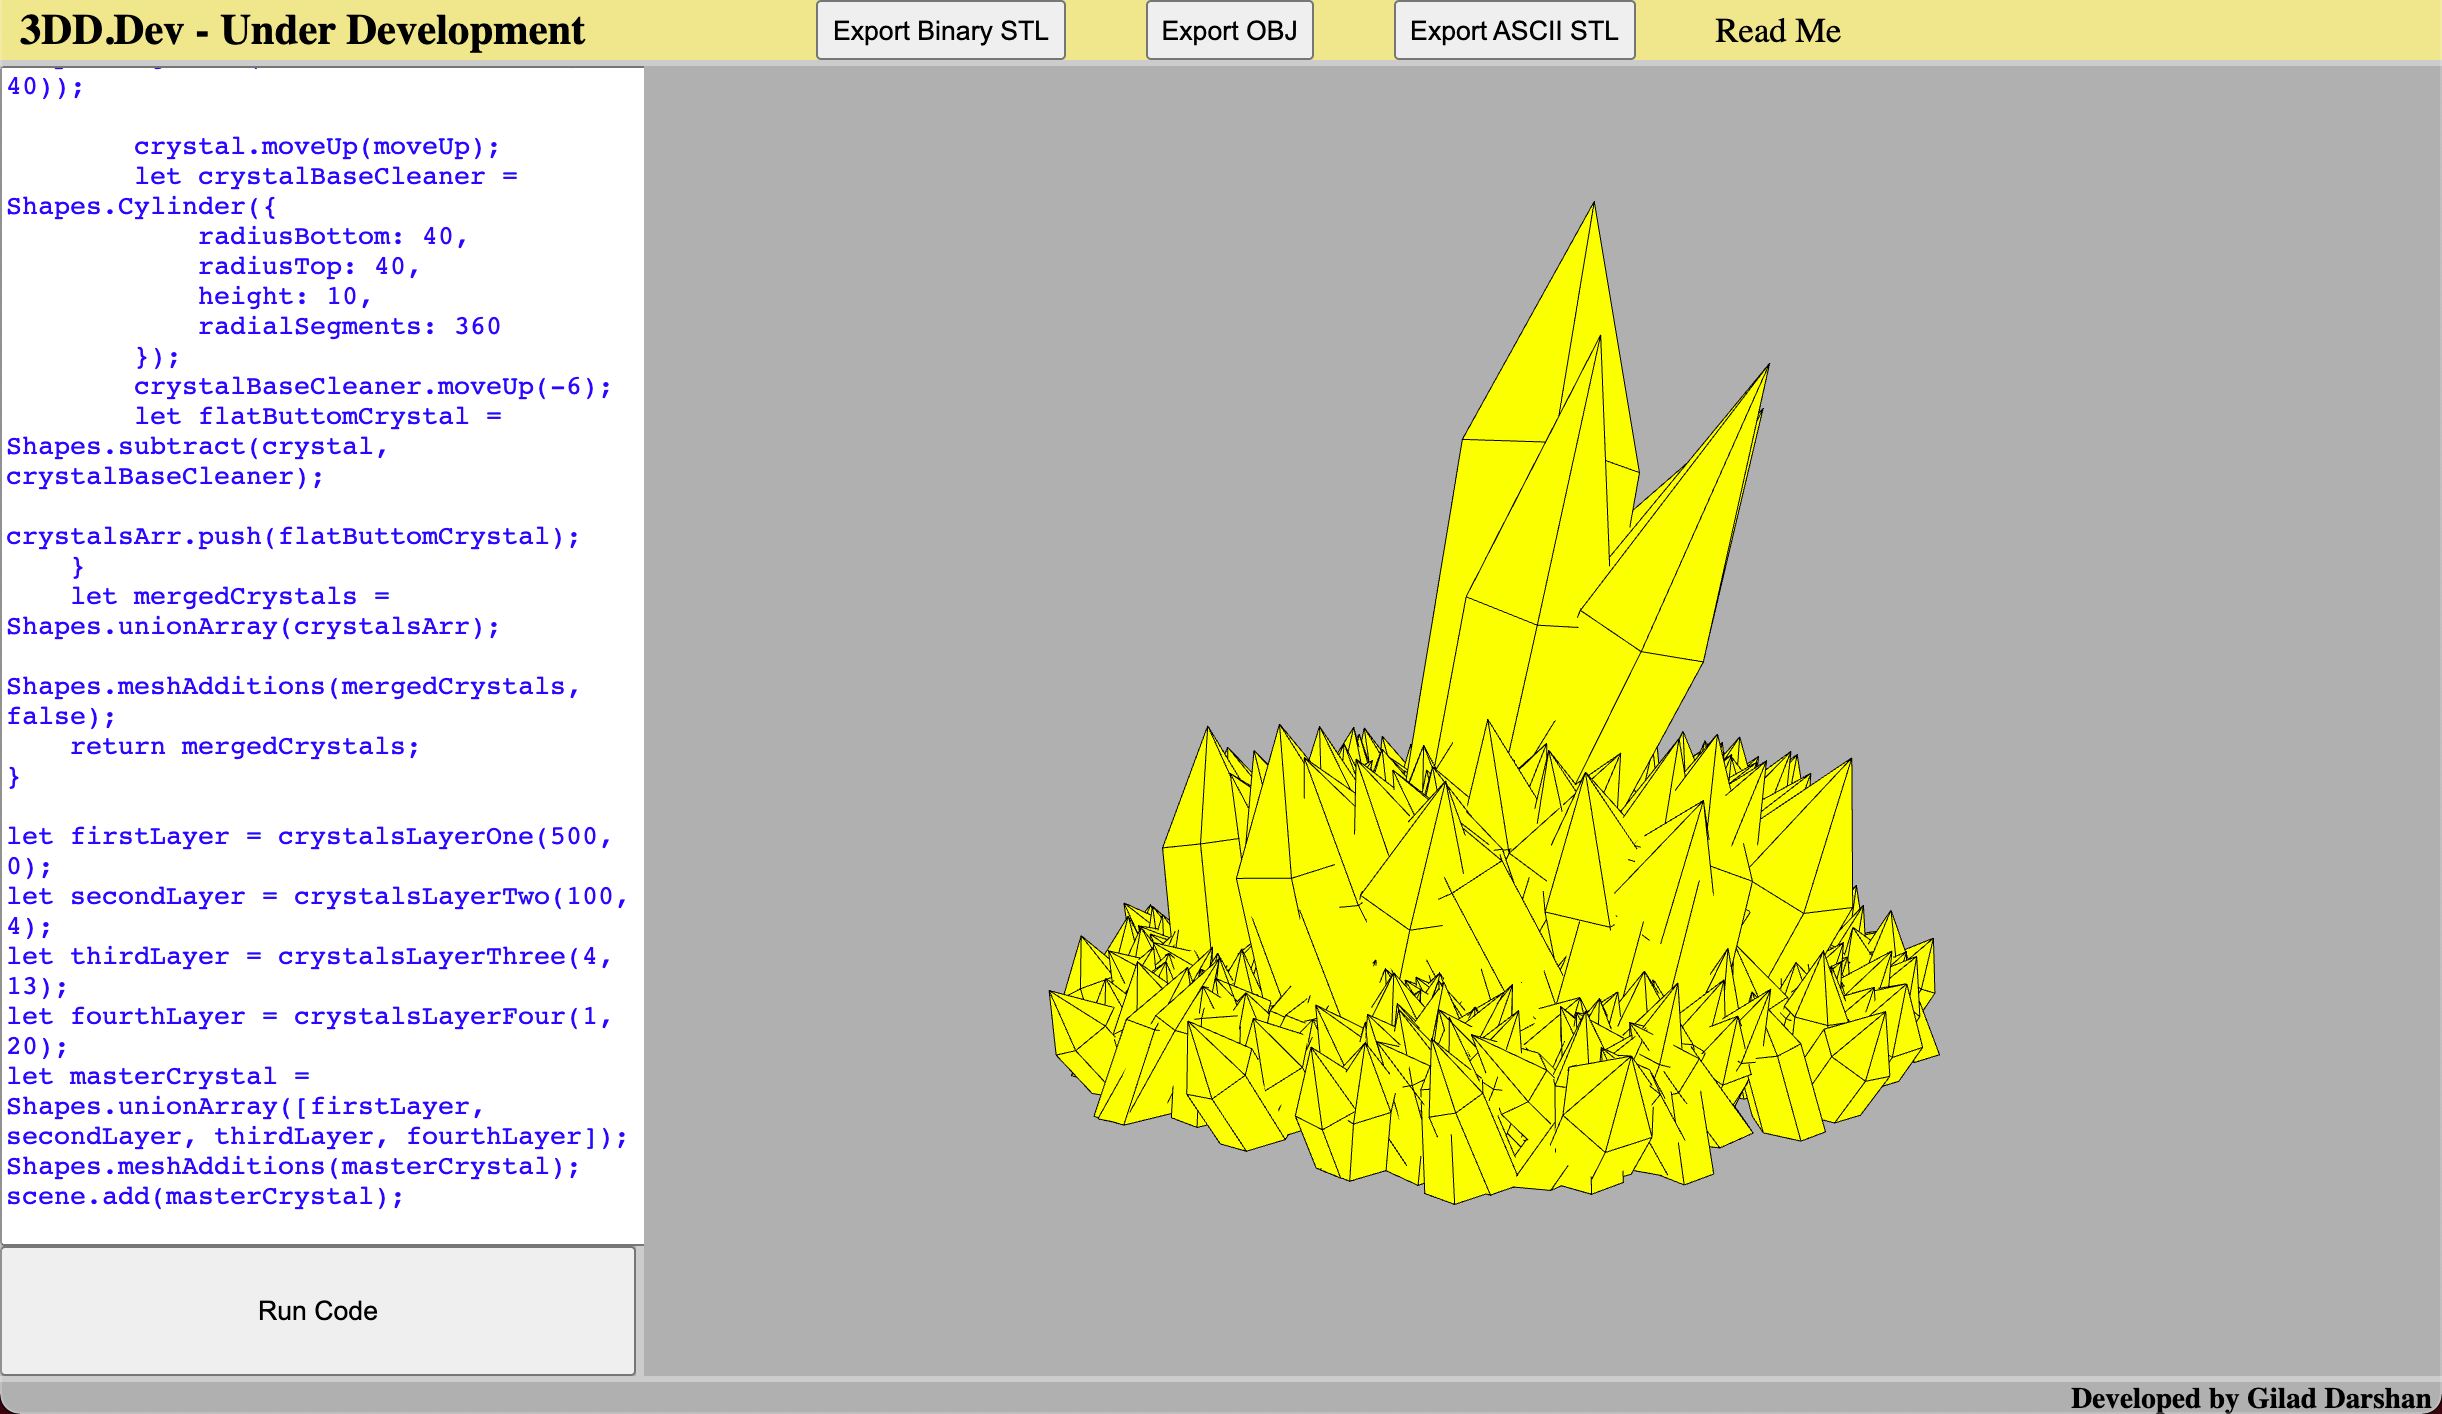 3DD.Dev - Under Development
Export Binary STL
Export OBJ
Export ASCII STL
Read Me
40));
crystal.moveUp(moveUp);
let crystalBaseCleaner =
Shapes.Cylinder({
radiusBottom: 40,
radiusTop: 40,
height: 10,
radialSegments: 360
});
crystalBaseCleaner.moveUp(-6);
let flatButtomCrystal =
Shapes.subtract(crystal,
crystalBaseCleaner);
crystalsArr.push(flatButtomCrystal);
}
let mergedCrystals =
Shapes.unionArray(crystalsArr);
Shapes.meshAdditions(mergedCrystals,
false);
return mergedCrystals;
}
let firstLayer = crystalsLayerOne(500,
0);
let secondLayer = crystalsLayerTwo(100,
4);
let thirdLayer = crystalsLayerThree(4,
13);
let fourthLayer = crystalsLayerFour(1,
20);
let masterCrystal =
Shapes.unionArray([firstLayer,
secondLayer, thirdLayer, fourthLayer]);
Shapes.meshAdditions(masterCrystal);
scene.add(masterCrystal);
Run Code
Developed by Gilad Darshan